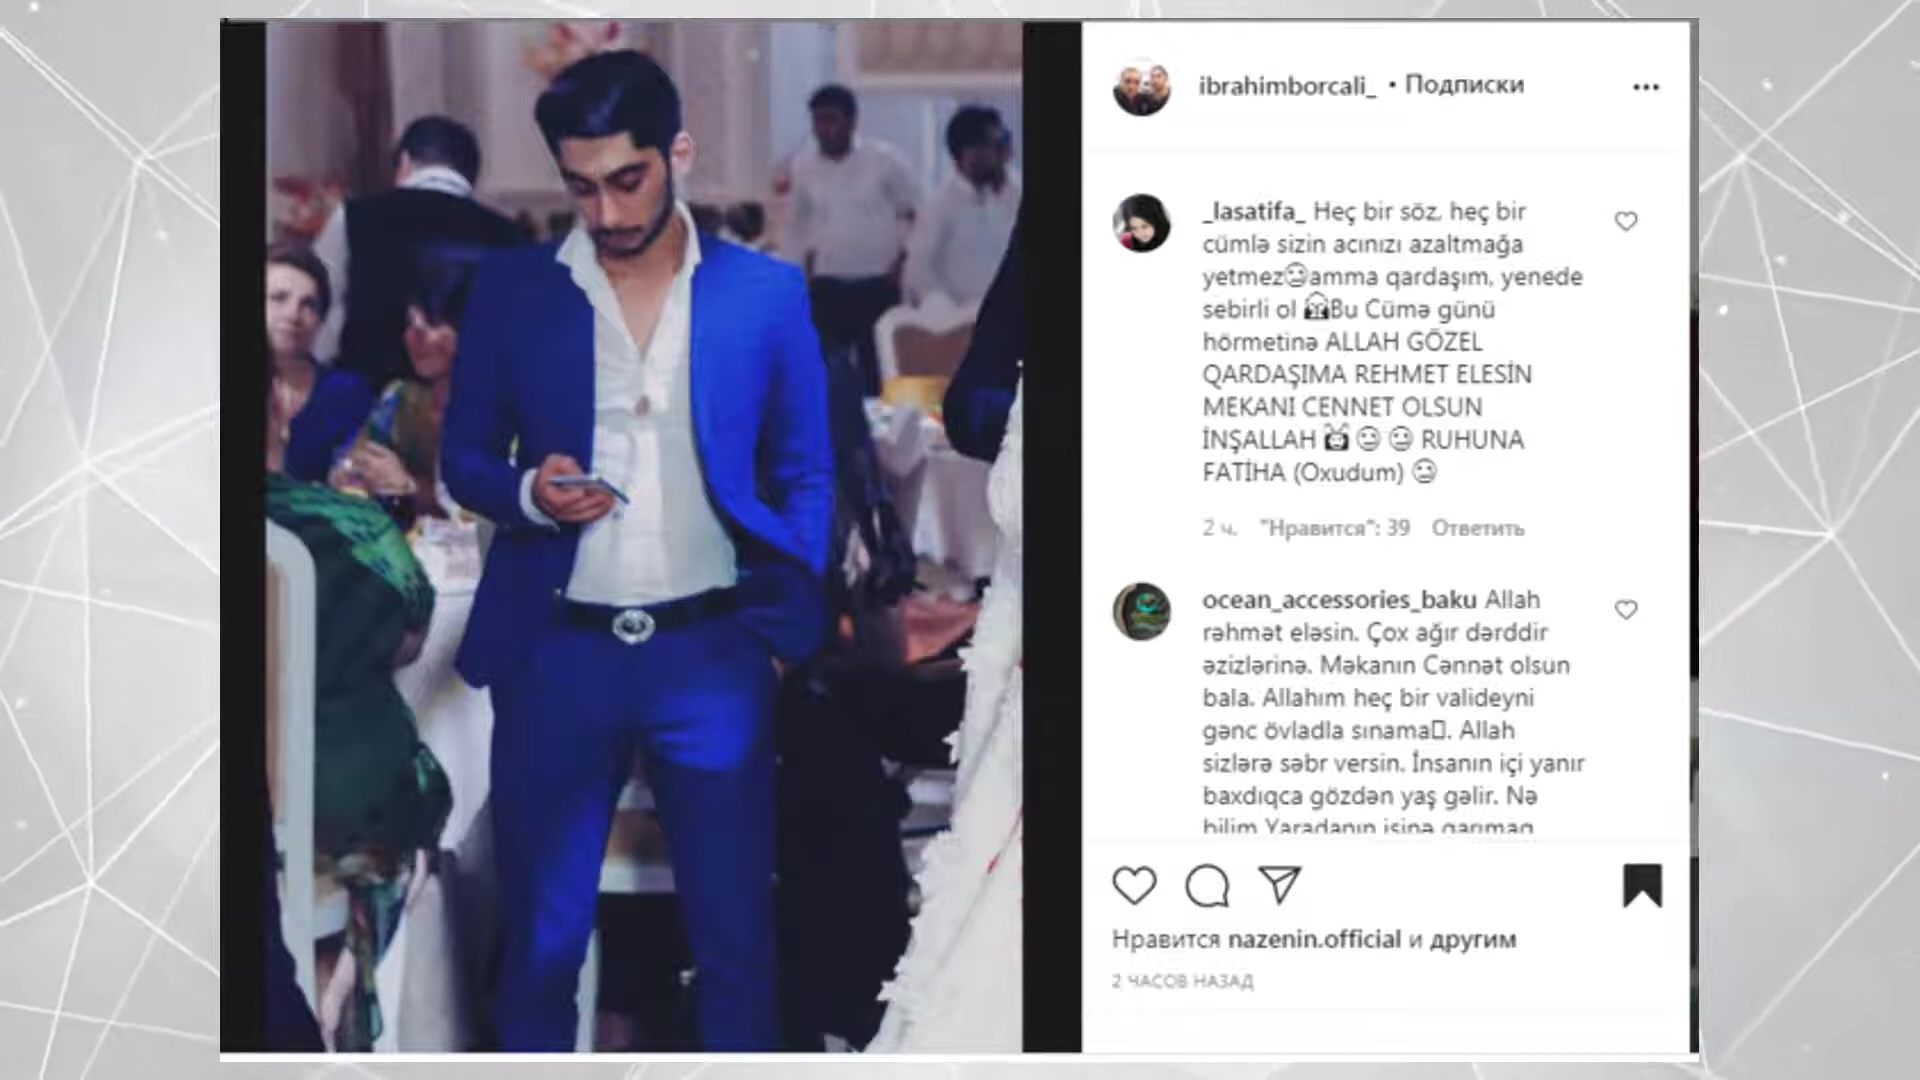 ibrahimborcali_ • Подписки
_lasatifa_ Heç bir söz, heç bir
cümlə sizin acınızı azaltmağa
yetmez😔amma qardaşım, yenede
sebirli ol 🤲Bu Cümə günü
hörmetinə ALLAH GÖZEL
QARDAŞIMA REHMET ELESİN
MEKANI CENNET OLSUN
İNŞALLAH 🤲 😔 😔 RUHUNA
FATİHA (Oxudum) 😔
2 ч. "Нравится": 39 Ответить
ocean_accessories_baku Allah
rəhmət eləsin. Çox ağır dərddir
əzizlərinə. Məkanın Cənnət olsun
bala. Allahım heç bir valideyni
gənc övladla sınama▯. Allah
sizlərə səbr versin. İnsanın içi yanır
baxdıqca gözdən yaş gəlir. Nə
bilim Yaradanın işinə qarımaq
Нравится nazenin.official и другим
2 ЧАСОВ НАЗАД